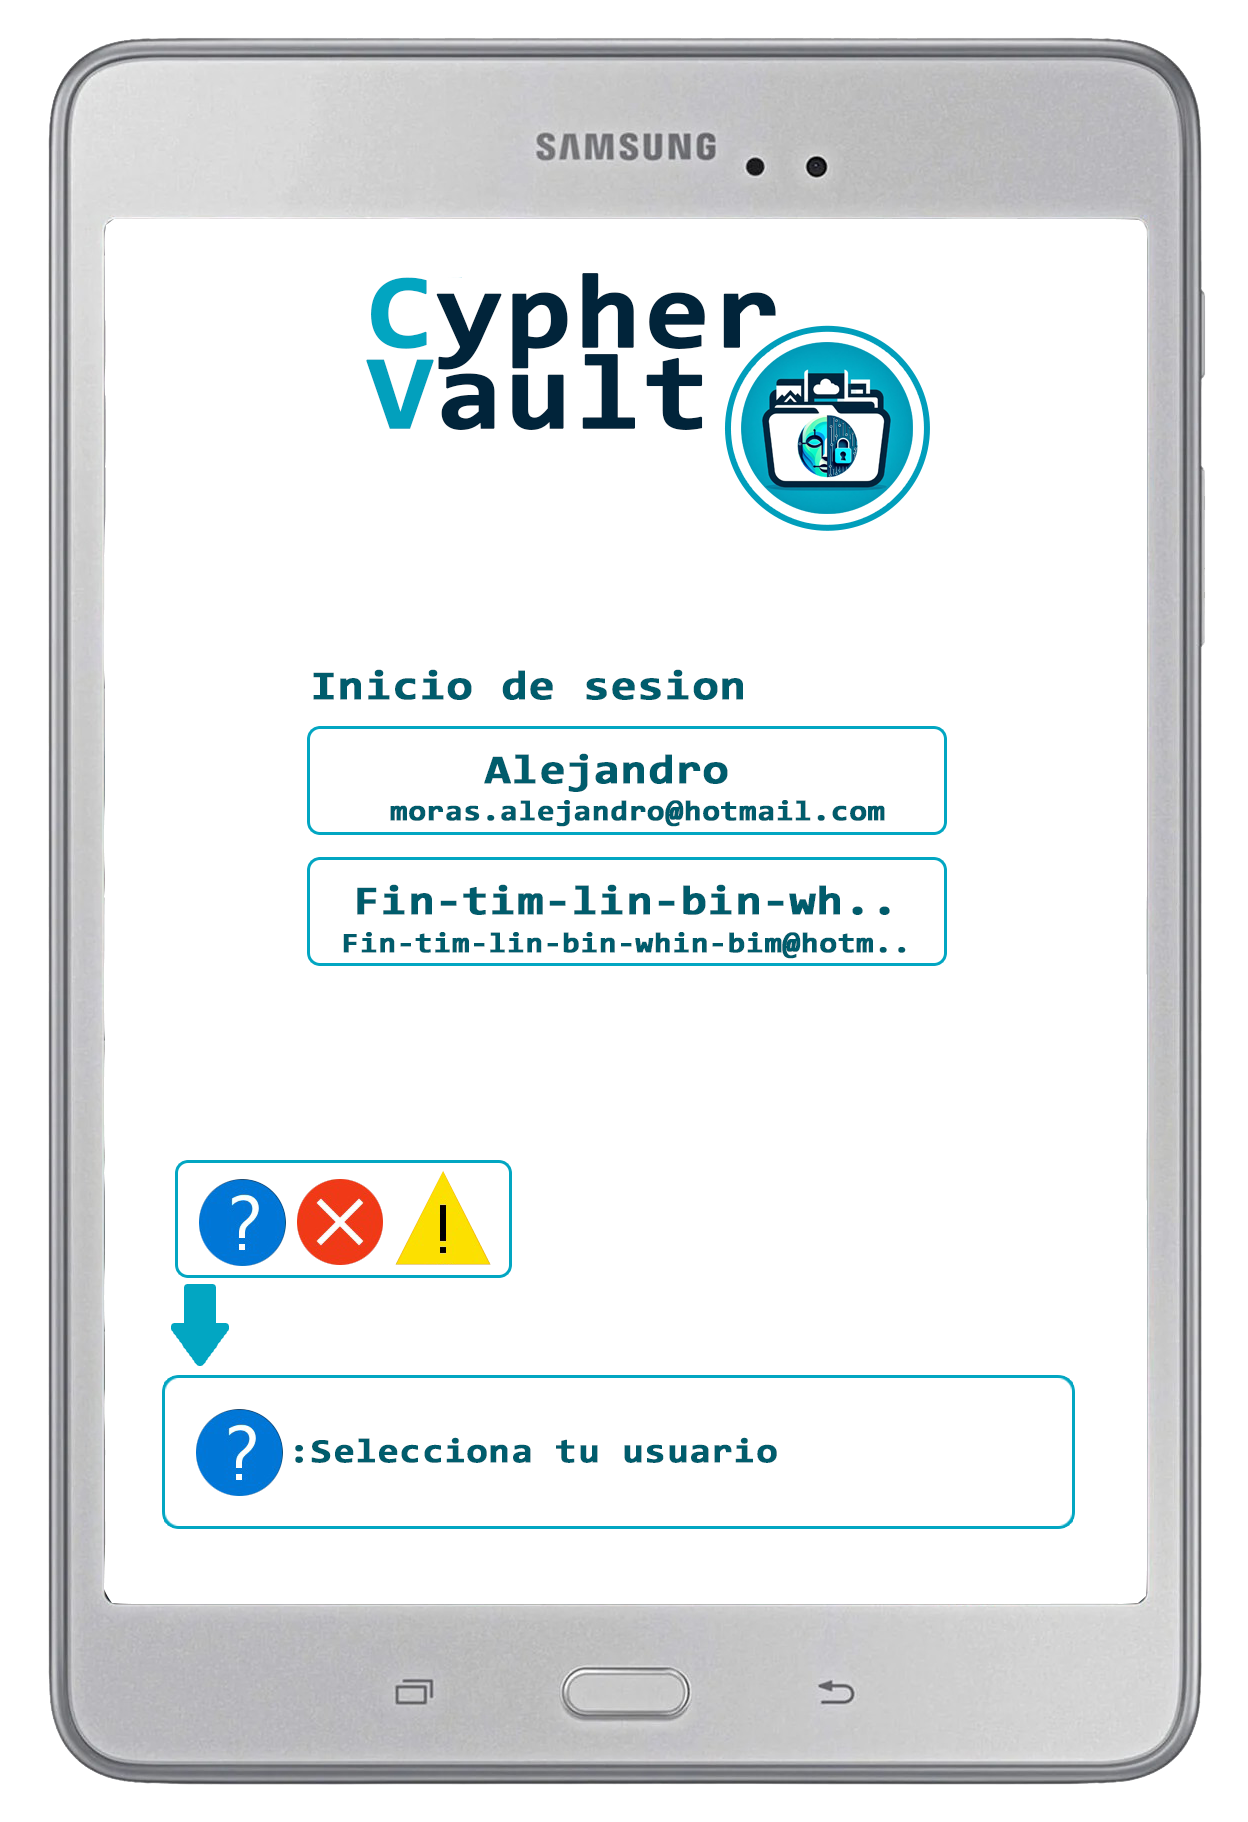 SAMSUNG
Cypher
Vault
Inicio de sesion
Alejandro
moras.alejandro@hotmail.com
Fin-tim-lin-bin-wh..
Fin-tim-lin-bin-whin-bim@hotm..
? ! 
? :Selecciona tu usuario